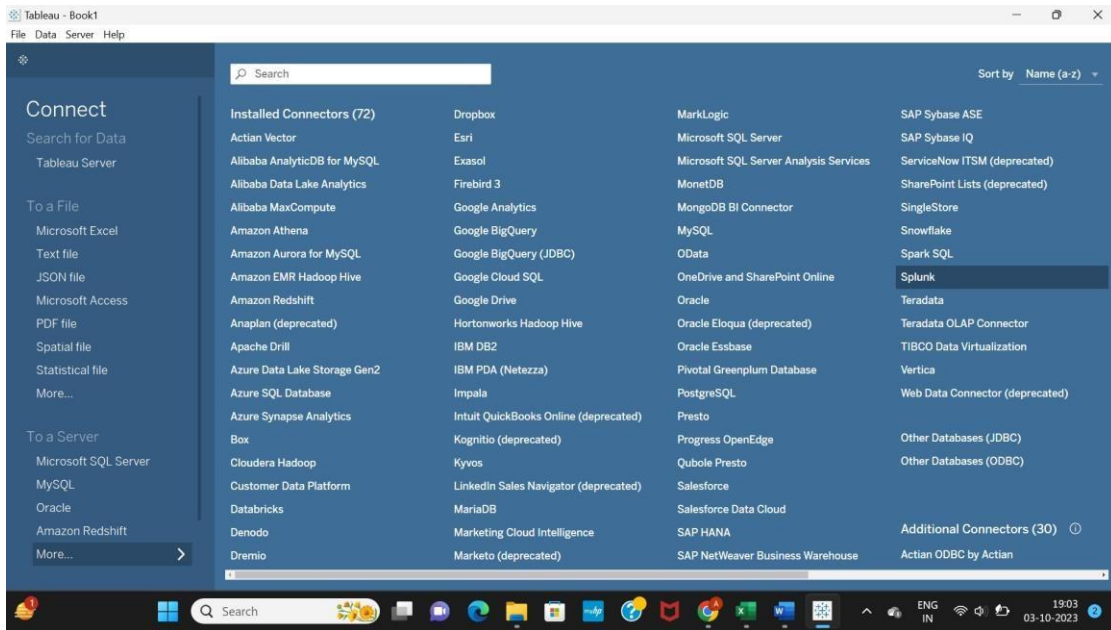 Tableau - Book1
File Data Server Help
Connect
Search for Data
Tableau Server
To a File
Microsoft Excel
Text file
JSON file
Microsoft Access
PDF file
Spatial file
Statistical file
More...
To a Server
Microsoft SQL Server
MySQL
Oracle
Amazon Redshift
More...
Search
Sort by Name (a-z)
Installed Connectors (72)
Actian Vector
Alibaba AnalyticDB for MySQL
Alibaba Data Lake Analytics
Alibaba MaxCompute
Amazon Athena
Amazon Aurora for MySQL
Amazon EMR Hadoop Hive
Amazon Redshift
Anaplan (deprecated)
Apache Drill
Azure Data Lake Storage Gen2
Azure SQL Database
Azure Synapse Analytics
Box
Cloudera Hadoop
Customer Data Platform
Databricks
Denodo
Dremio
Dropbox
Esri
Exasol
Firebird 3
Google Analytics
Google BigQuery
Google BigQuery (JDBC)
Google Cloud SQL
Google Drive
Hortonworks Hadoop Hive
IBM DB2
IBM PDA (Netezza)
Impala
Intuit QuickBooks Online (deprecated)
Kognitio (deprecated)
Kyvos
LinkedIn Sales Navigator (deprecated)
MariaDB
Marketing Cloud Intelligence
Marketo (deprecated)
MarkLogic
Microsoft SQL Server
Microsoft SQL Server Analysis Services
MonetDB
MongoDB BI Connector
MySQL
OData
OneDrive and SharePoint Online
Oracle
Oracle Eloqua (deprecated)
Oracle Essbase
Pivotal Greenplum Database
PostgreSQL
Presto
Progress OpenEdge
Qubole Presto
Salesforce
Salesforce Data Cloud
SAP HANA
SAP NetWeaver Business Warehouse
SAP Sybase ASE
SAP Sybase IQ
ServiceNow ITSM (deprecated)
SharePoint Lists (deprecated)
SingleStore
Snowflake
Spark SQL
Splunk
Teradata
Teradata OLAP Connector
TIBCO Data Virtualization
Vertica
Web Data Connector (deprecated)
Other Databases (JDBC)
Other Databases (ODBC)
Additional Connectors (30)
Actian ODBC by Actian
1
Search
myhp
ENG
IN
19:03
03-10-2023
2